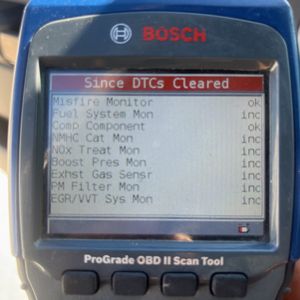 BOSCH
Since DTCs Cleared
Misfire Monitor ok
Fuel System Mon inc
Comp Component ok
NMHC Cat Mon inc
NOx Treat Mon inc
Boost Pres Mon inc
Exhst Gas Sensr inc
PM Filter Mon inc
EGR/VVT Sys Mon inc
ProGrade OBD II Scan Tool